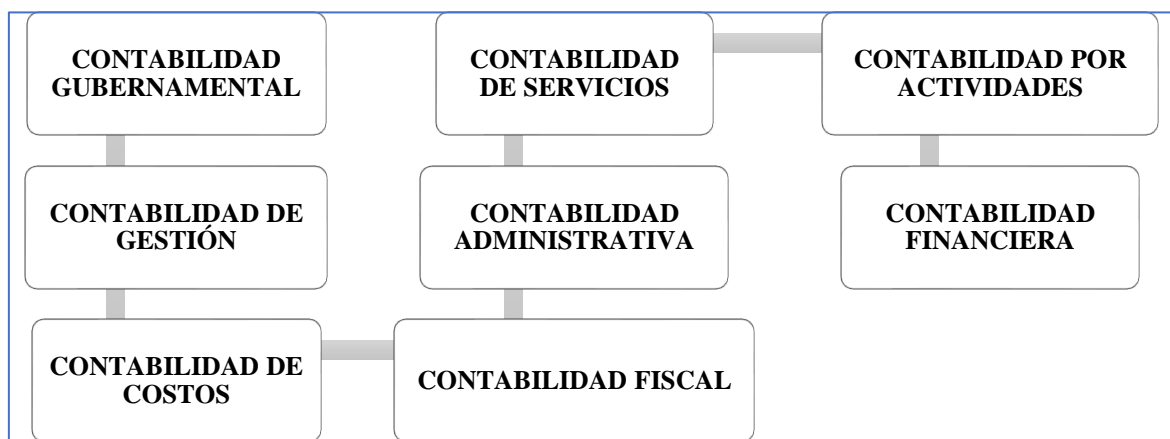 CONTABILIDAD
GUBERNAMENTAL
CONTABILIDAD DE
GESTIÓN
CONTABILIDAD DE
COSTOS
CONTABILIDAD FISCAL
CONTABILIDAD
ADMINISTRATIVA
CONTABILIDAD
DE SERVICIOS
CONTABILIDAD POR
ACTIVIDADES
CONTABILIDAD
FINANCIERA